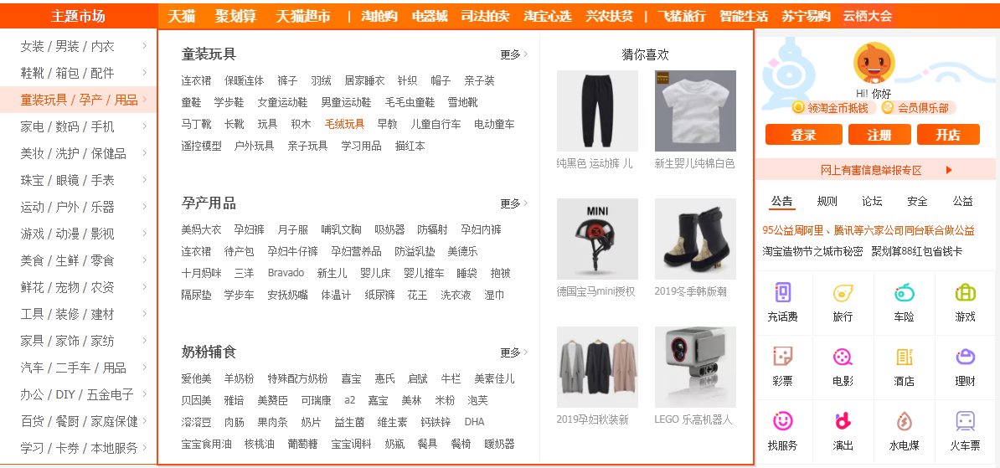 主题市场
天猫 聚划算 天猫超市 | 淘抢购 电器城 司法拍卖 淘宝心选 兴农扶贫 | 飞猪旅行 智能生活 苏宁易购 云栖大会
女装 / 男装 / 内衣
鞋靴 / 箱包 / 配件
童装玩具 / 孕产 / 用品
家电 / 数码 / 手机
美妆 / 洗护 / 保健品
珠宝 / 眼镜 / 手表
运动 / 户外 / 乐器
游戏 / 动漫 / 影视
美食 / 生鲜 / 零食
鲜花 / 宠物 / 农资
工具 / 装修 / 建材
家具 / 家饰 / 家纺
汽车 / 二手车 / 用品
办公 / DIY / 五金电子
百货 / 餐厨 / 家庭保健
学习 / 卡券 / 本地服务
童装玩具 更多
连衣裙 保暖连体 裤子 羽绒 居家睡衣 针织 帽子 亲子装
童鞋 学步鞋 女童运动鞋 男童运动鞋 毛毛虫童鞋 雪地靴
马丁靴 长靴 玩具 积木 毛绒玩具 早教 儿童自行车 电动童车
遥控模型 户外玩具 亲子玩具 学习用品 描红本
孕产用品 更多
美妈大衣 孕妇裤 月子服 哺乳文胸 吸奶器 防辐射 孕妇内裤
连衣裙 待产包 孕妇牛仔裤 孕妇营养品 防溢乳垫 美德乐
十月妈咪 三洋 Bravado 新生儿 婴儿床 婴儿推车 睡袋 抱被
隔尿垫 学步车 安抚奶嘴 体温计 纸尿裤 花王 洗衣液 湿巾
奶粉辅食 更多
爱他美 羊奶粉 特殊配方奶粉 喜宝 惠氏 启赋 牛栏 美素佳儿
贝因美 雅培 美赞臣 可瑞康 a2 嘉宝 美林 米粉 泡芙
溶溶豆 肉肠 果肉条 奶片 益生菌 维生素 钙铁锌 DHA
宝宝食用油 核桃油 葡萄糖 宝宝调料 奶瓶 餐具 餐椅 暖奶器
猜你喜欢
纯黑色 运动裤 儿
新生婴儿纯棉白色
MINI
德国宝马mini授权
2019冬季韩版潮
2019孕妇秋装新
LEGO 乐高机器人
Hi! 你好
领淘金币抵钱 会员俱乐部
登录 注册 开店
网上有害信息举报专区
公告 规则 论坛 安全 公益
95公益周阿里、腾讯等六家公司同台联合做公益
淘宝造物节之城市秘密 聚划算88红包省钱卡
充话费 旅行 车险 游戏
彩票 电影 酒店 理财
找服务 演出 水电煤 火车票